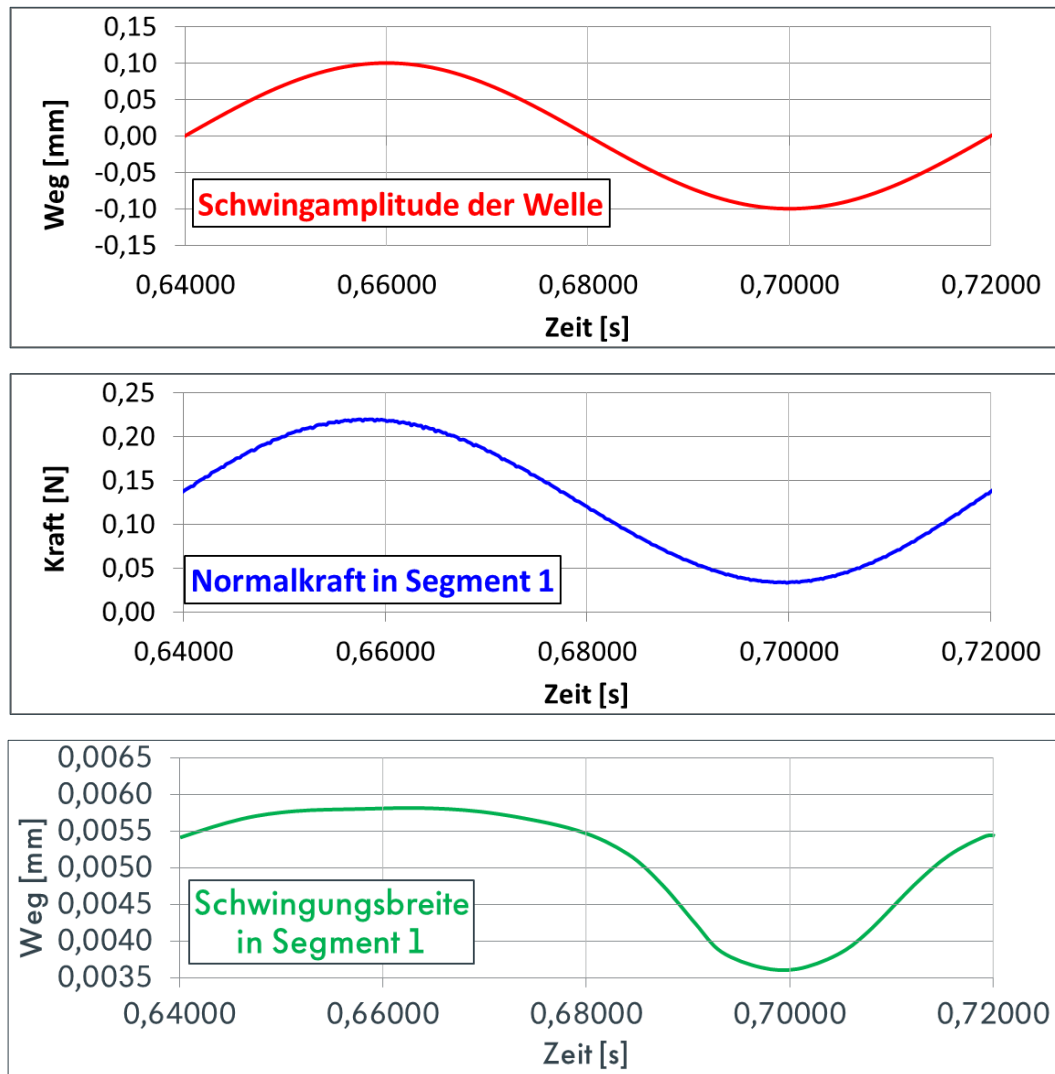 0,15
0,10
0,05
0,00
-0,05
-0,10
-0,15
Weg [mm]
Schwingamplitude der Welle
0,64000 0,66000 0,68000 0,70000 0,72000
Zeit [s]
0,25
0,20
0,15
0,10
0,05
0,00
Kraft [N]
Normalkraft in Segment 1
0,64000 0,66000 0,68000 0,70000 0,72000
Zeit [s]
0,0065
0,0060
0,0055
0,0050
0,0045
0,0040
0,0035
Weg [mm]
Schwingungsbreite
in Segment 1
0,64000 0,66000 0,68000 0,70000 0,72000
Zeit [s]